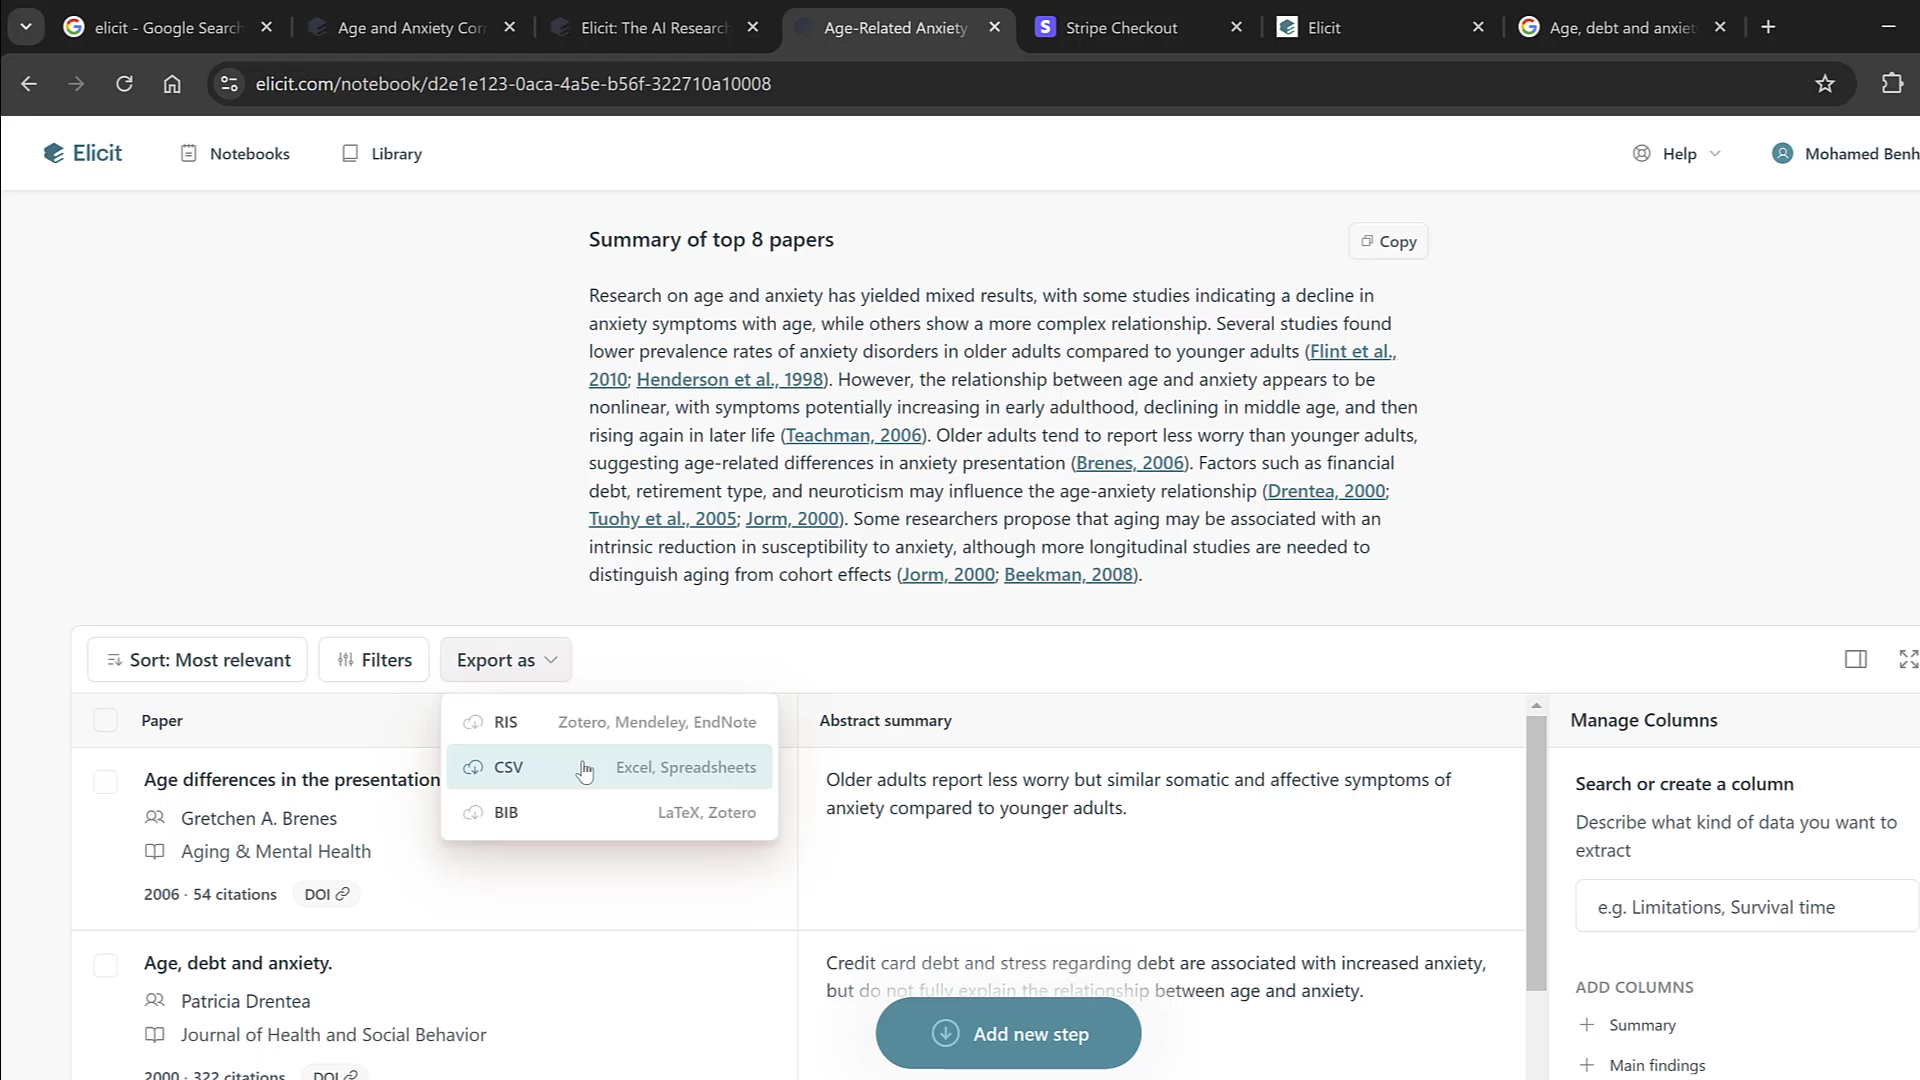 elicit - Google Search
Age and Anxiety Cor
Elicit: The AI Research
Age-Related Anxiety
Stripe Checkout
Elicit
Age, debt and anxiet
elicit.com/notebook/d2e1e123-0aca-4a5e-b56f-322710a10008
Elicit
Notebooks
Library
Help
Mohamed Benh
Summary of top 8 papers
Copy
Research on age and anxiety has yielded mixed results, with some studies indicating a decline in
anxiety symptoms with age, while others show a more complex relationship. Several studies found
lower prevalence rates of anxiety disorders in older adults compared to younger adults (Flint et al.,
2010; Henderson et al., 1998). However, the relationship between age and anxiety appears to be
nonlinear, with symptoms potentially increasing in early adulthood, declining in middle age, and then
rising again in later life (Teachman, 2006). Older adults tend to report less worry than younger adults,
suggesting age-related differences in anxiety presentation (Brenes, 2006). Factors such as financial
debt, retirement type, and neuroticism may influence the age-anxiety relationship (Drentea, 2000;
Tuohy et al., 2005; Jorm, 2000). Some researchers propose that aging may be associated with an
intrinsic reduction in susceptibility to anxiety, although more longitudinal studies are needed to
distinguish aging from cohort effects (Jorm, 2000; Beekman, 2008).
Sort: Most relevant
Filters
Export as
RIS Zotero, Mendeley, EndNote
CSV Excel, Spreadsheets
BIB LaTeX, Zotero
Paper
Abstract summary
Manage Columns
Age differences in the presentation
Gretchen A. Brenes
Aging & Mental Health
2006 · 54 citations DOI
Older adults report less worry but similar somatic and affective symptoms of
anxiety compared to younger adults.
Search or create a column
Describe what kind of data you want to
extract
e.g. Limitations, Survival time
Age, debt and anxiety.
Patricia Drentea
Journal of Health and Social Behavior
2000 · 322 citations DOI
Credit card debt and stress regarding debt are associated with increased anxiety,
but do not fully explain the relationship between age and anxiety.
Add new step
ADD COLUMNS
Summary
Main findings